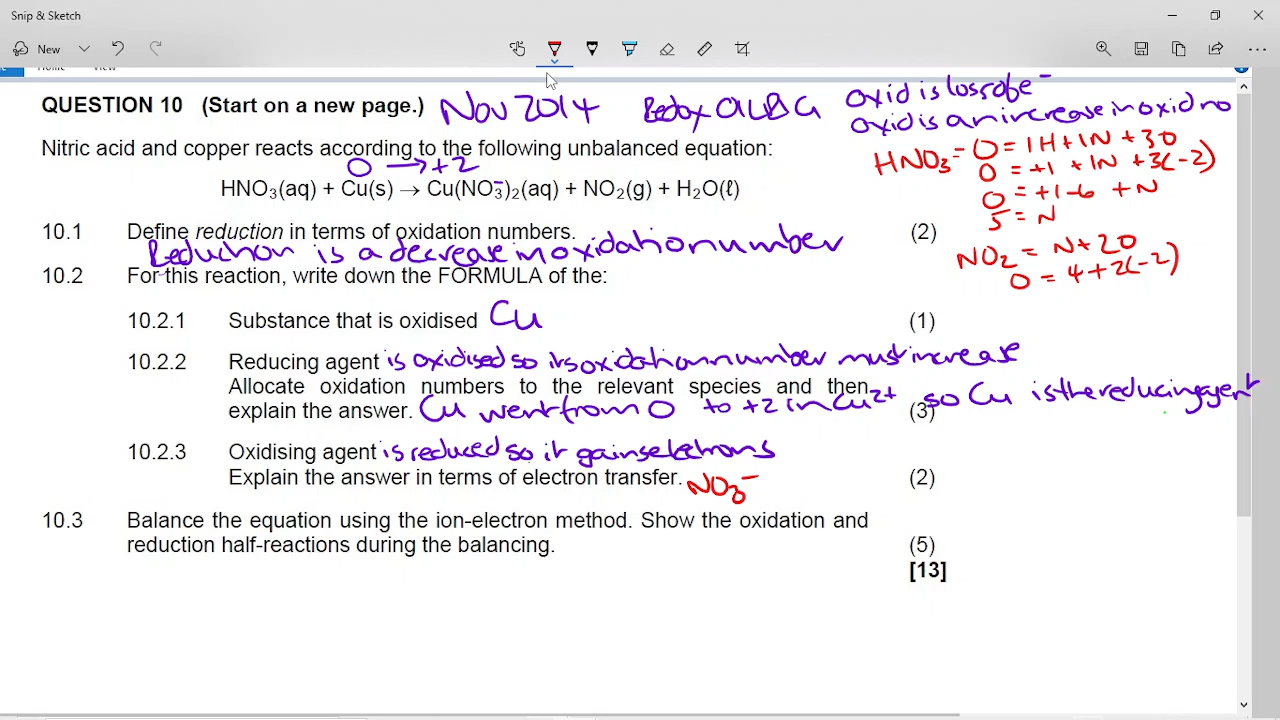 Snip & Sketch
New
QUESTION 10 (Start on a new page.) Nov 2014 Redox OLBG
oxid is loss of e⁻
oxid is an increase in oxid no
Nitric acid and copper reacts according to the following unbalanced equation:
0 → +2
HNO₃(aq) + Cu(s) → Cu(NO₃⁻)₂(aq) + NO₂(g) + H₂O(ℓ)
HNO₃ = 0 = 1H + 1N + 3O
0 = +1 + 1N + 3(-2)
0 = +1-6 + N
5 = N
NO₂ = N + 2O
0 = 4 + 2(-2)
10.1 Define reduction in terms of oxidation numbers. (2)
Reduction is a decrease in oxidation number
10.2 For this reaction, write down the FORMULA of the:
10.2.1 Substance that is oxidised Cu (1)
10.2.2 Reducing agent is oxidised so its oxidation number must increase
Allocate oxidation numbers to the relevant species and then
explain the answer. Cu went from 0 to +2 in Cu²⁺ so Cu is the reducing agent (3)
10.2.3 Oxidising agent is reduced so it gains electrons
Explain the answer in terms of electron transfer. NO₃⁻ (2)
10.3 Balance the equation using the ion-electron method. Show the oxidation and
reduction half-reactions during the balancing. (5)
[13]